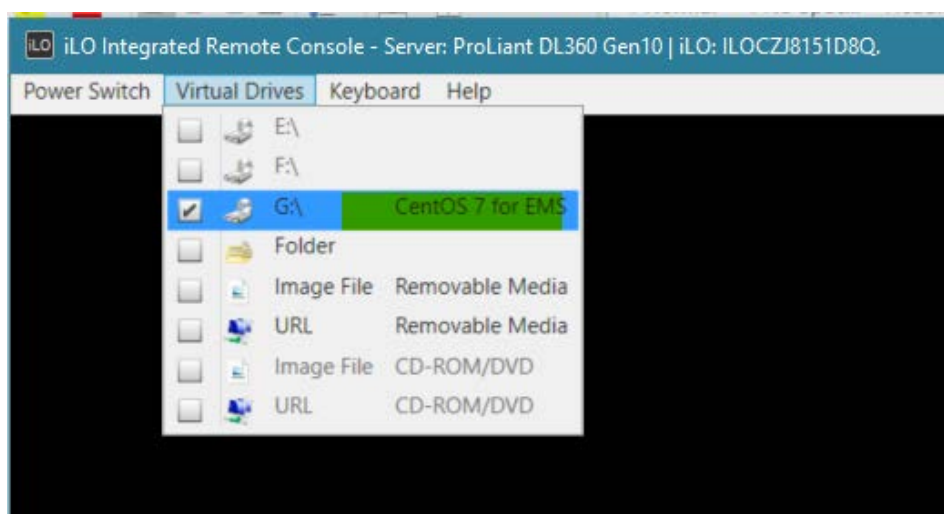 iLO iLO Integrated Remote Console - Server: ProLiant DL360 Gen10 | iLO: ILOCZJ8151D8Q.
Power Switch Virtual Drives Keyboard Help
E:\
F:\
G:\ CentOS 7 for EMS
Folder
Image File Removable Media
URL Removable Media
Image File CD-ROM/DVD
URL CD-ROM/DVD